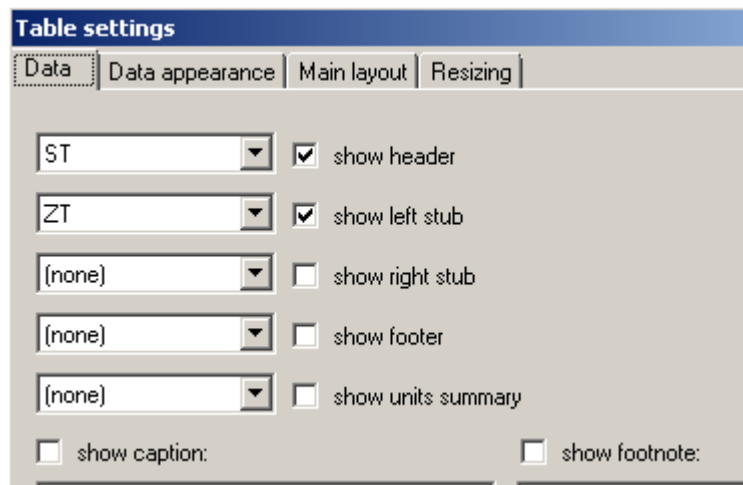 Table settings
Data Data appearance Main layout Resizing
ST show header
ZT show left stub
(none) show right stub
(none) show footer
(none) show units summary
show caption: show footnote: